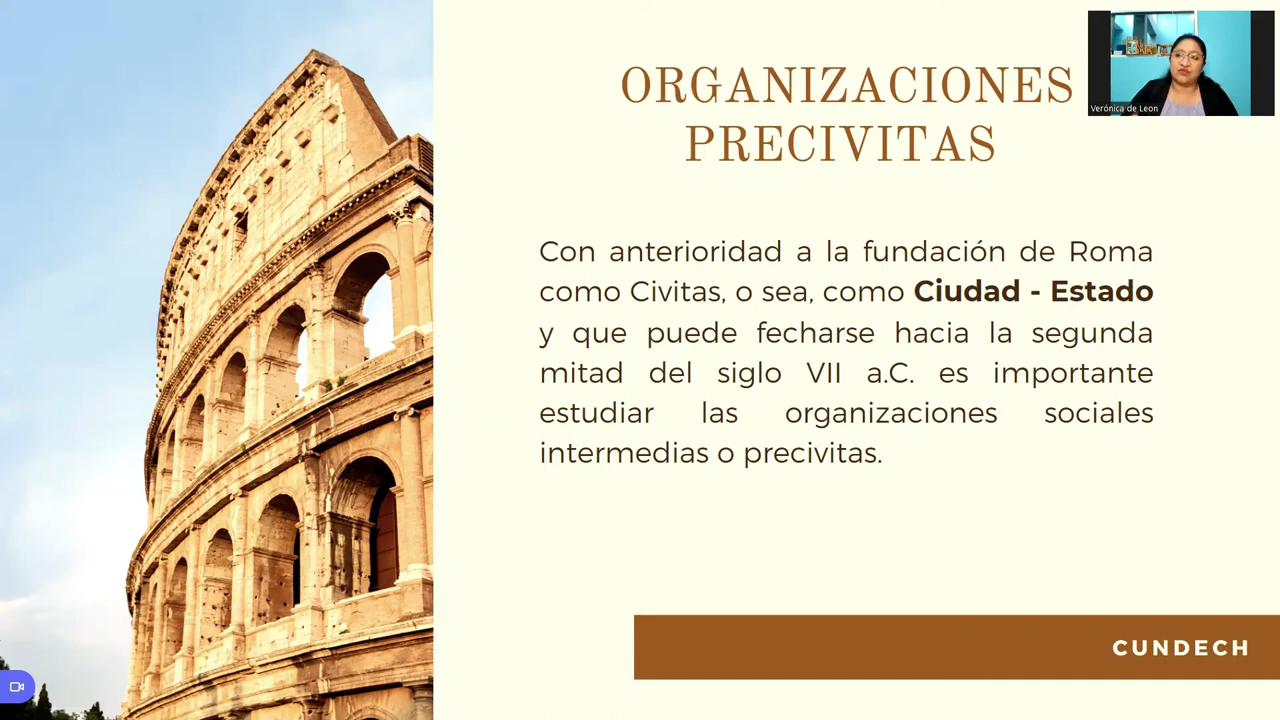 ORGANIZACIONES
PRECIVITAS
Verónica de Leon
Con anterioridad a la fundación de Roma
como Civitas, o sea, como Ciudad - Estado
y que puede fecharse hacia la segunda
mitad del siglo VII a.C. es importante
estudiar las organizaciones sociales
intermedias o precivitas.
CUNDECH